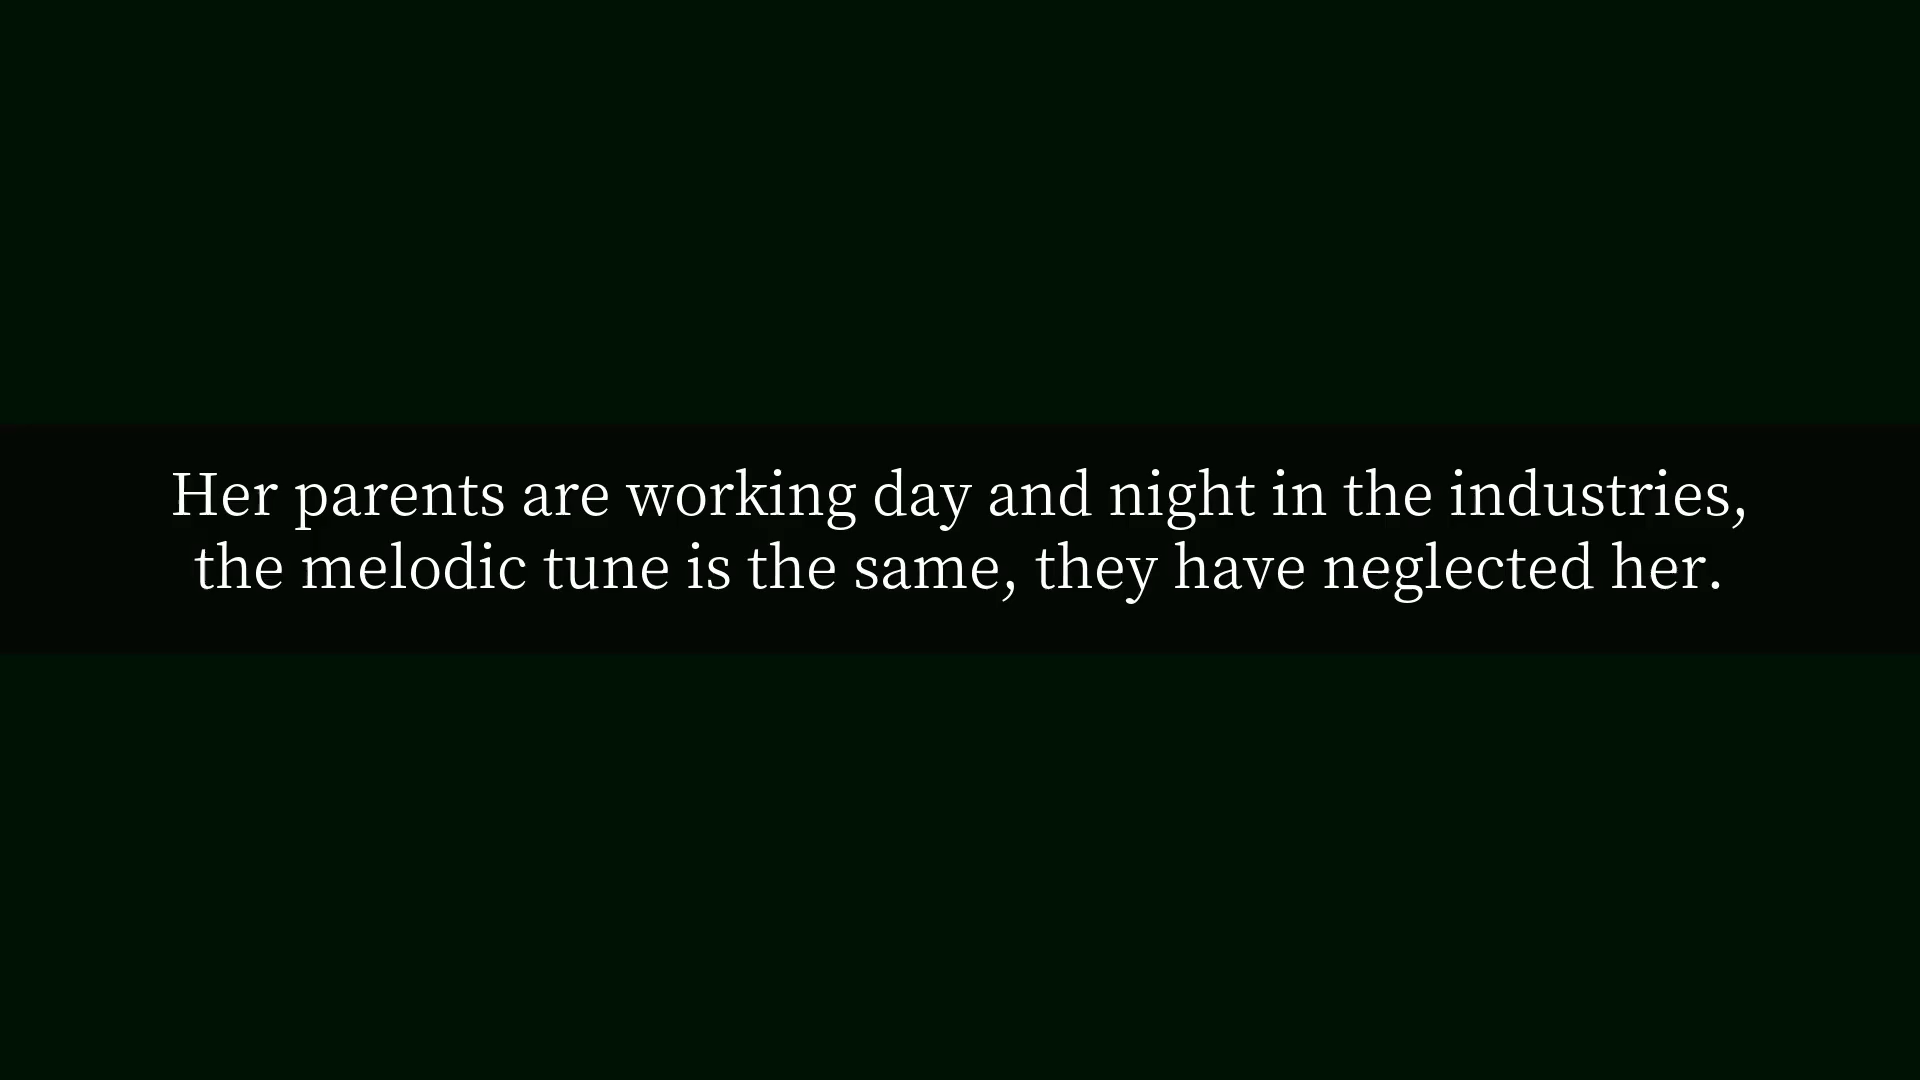 Her parents are working day and night in the industries,
the melodic tune is the same, they have neglected her.